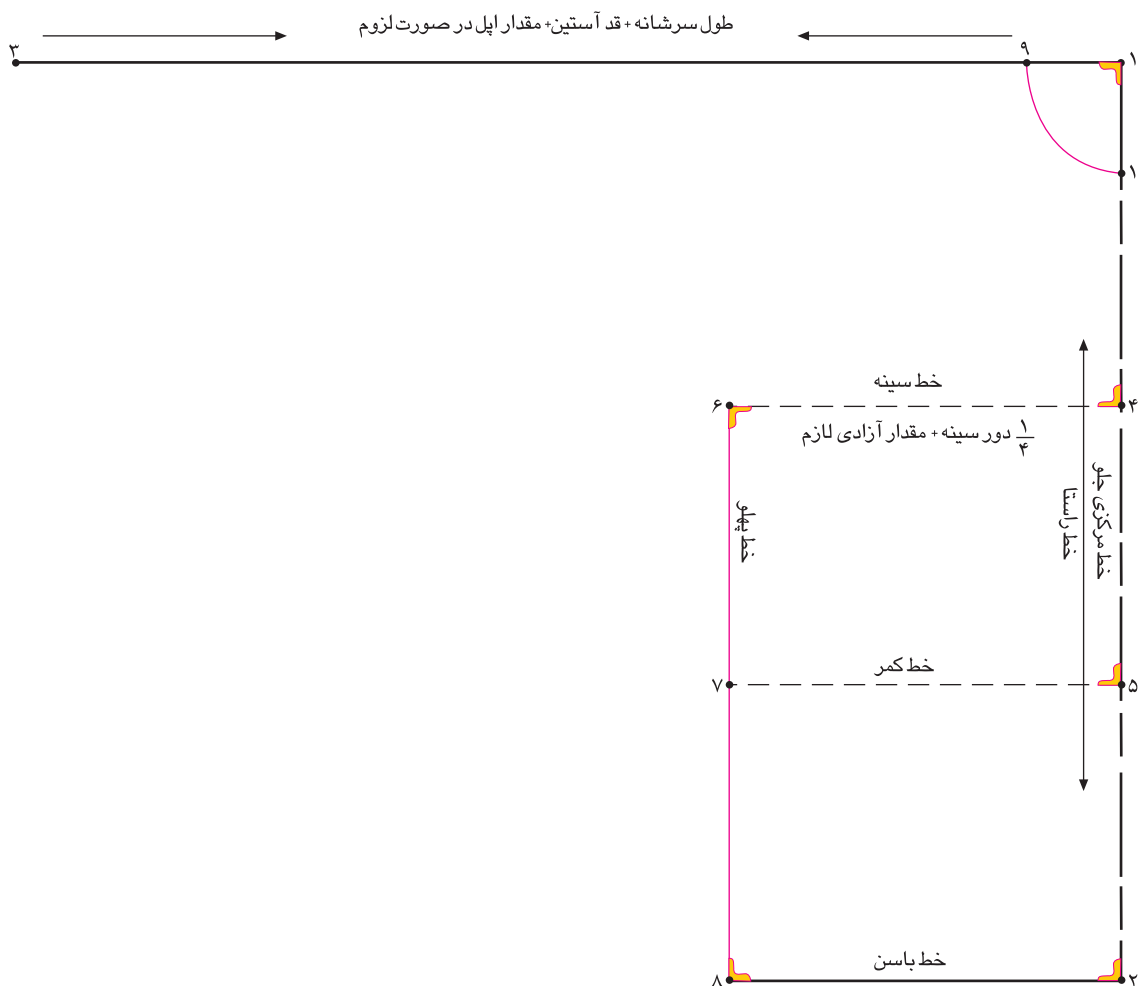 طول سرشانه + قد آستین+ مقدار اپل در صورت لزوم
۳
۹
۱
۱
خط سینه
۶
۴
۱/۴ دور سینه + مقدار آزادی لازم
خط مرکزی جلو
خط راستا
خط پهلو
خط کمر
۷
۵
خط باسن
۸
۲